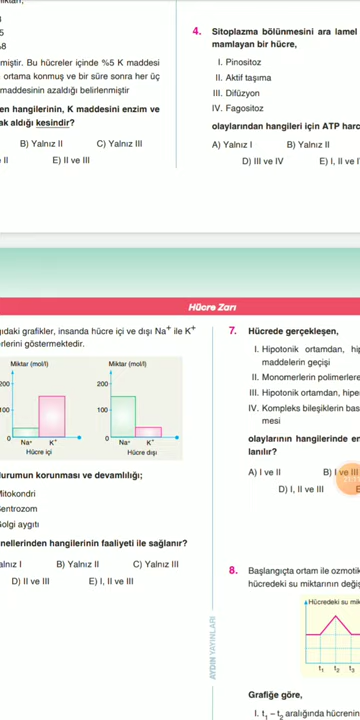 5
%8
miştir. Bu hücreler içinde %5 K maddesi
ortama konmuş ve bir süre sonra her üç
maddesinin azaldığı belirlenmiştir
en hangilerinin, K maddesini enzim ve
ak aldığı kesindir?
B) Yalnız II C) Yalnız III
II E) II ve III
4. Sitoplazma bölünmesini ara lamel
mamlayan bir hücre,
I. Pinositoz
II. Aktif taşıma
III. Difüzyon
IV. Fagositoz
olaylarından hangileri için ATP harc
A) Yalnız I B) Yalnız II
D) III ve IV E) I, II ve I
Hücre Zarı
ğıdaki grafikler, insanda hücre içi ve dışı Na+ ile K+
rlerini göstermektedir.
Miktar (mol/l) Miktar (mol/l)
200 200
100 100
0 0
Na+ K+ Na+ K+
Hücre içi Hücre dışı
durumun korunması ve devamlılığı;
Mitokondri
Sentrozom
Golgi aygıtı
nellerinden hangilerinin faaliyeti ile sağlanır?
alnız I B) Yalnız II C) Yalnız III
D) II ve III E) I, II ve III
AYDIN YAYINLARI
7. Hücrede gerçekleşen,
I. Hipotonik ortamdan, hip
maddelerin geçişi
II. Monomerlerin polimerlere
III. Hipotonik ortamdan, hipe
IV. Kompleks bileşiklerin bas
mesi
olaylarının hangilerinde en
lanılır?
A) I ve II B) I ve III
D) I, II ve III E
8. Başlangıçta ortam ile ozmotik
hücredeki su miktarının değiş
Hücredeki su mik
t1 t2 t3
Grafiğe göre,
I. t1 – t2 aralığında hücrenin